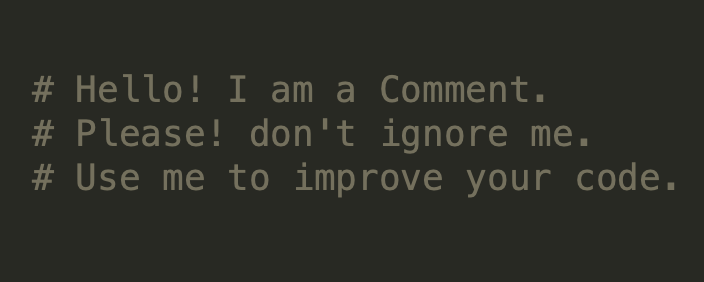 # Hello! I am a Comment.
# Please! don't ignore me.
# Use me to improve your code.